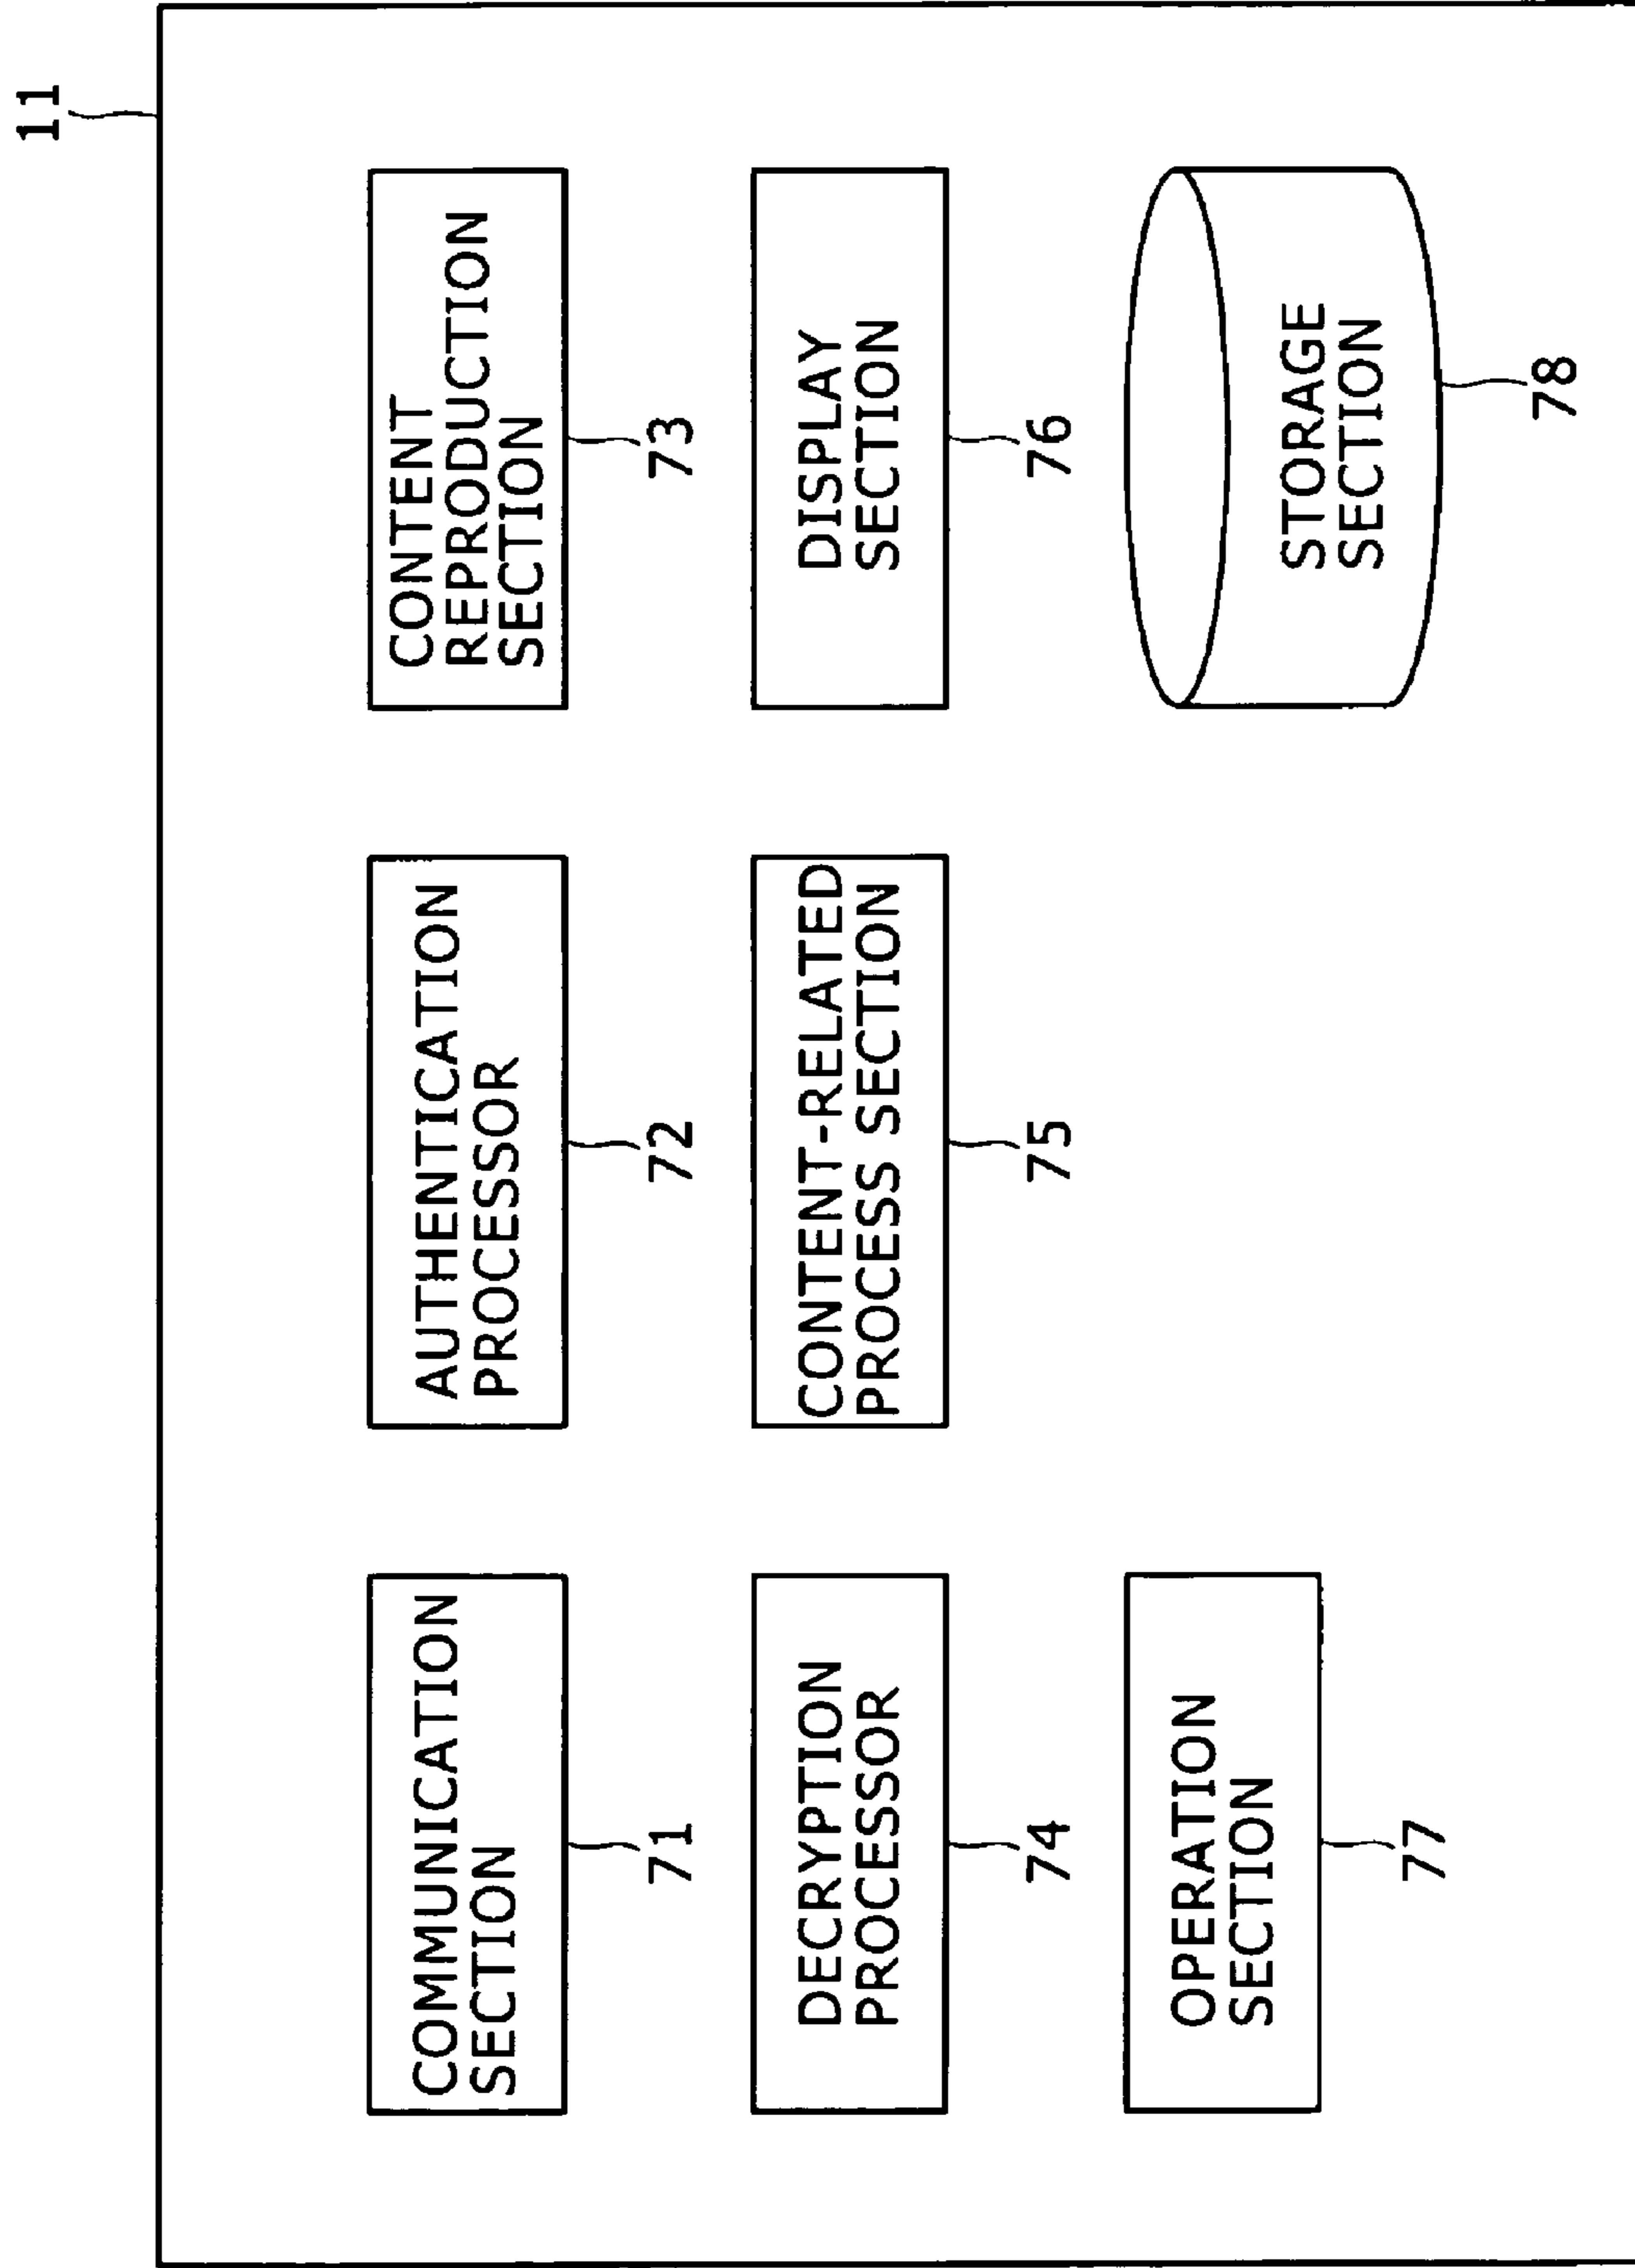 11
COMMUNICATION
SECTION
71
AUTHENTICATION
PROCESSOR
72
CONTENT
REPRODUCTION
SECTION
73
DECRYPTION
PROCESSOR
74
CONTENT-RELATED
PROCESS SECTION
75
DISPLAY
SECTION
76
OPERATION
SECTION
77
STORAGE
SECTION
78